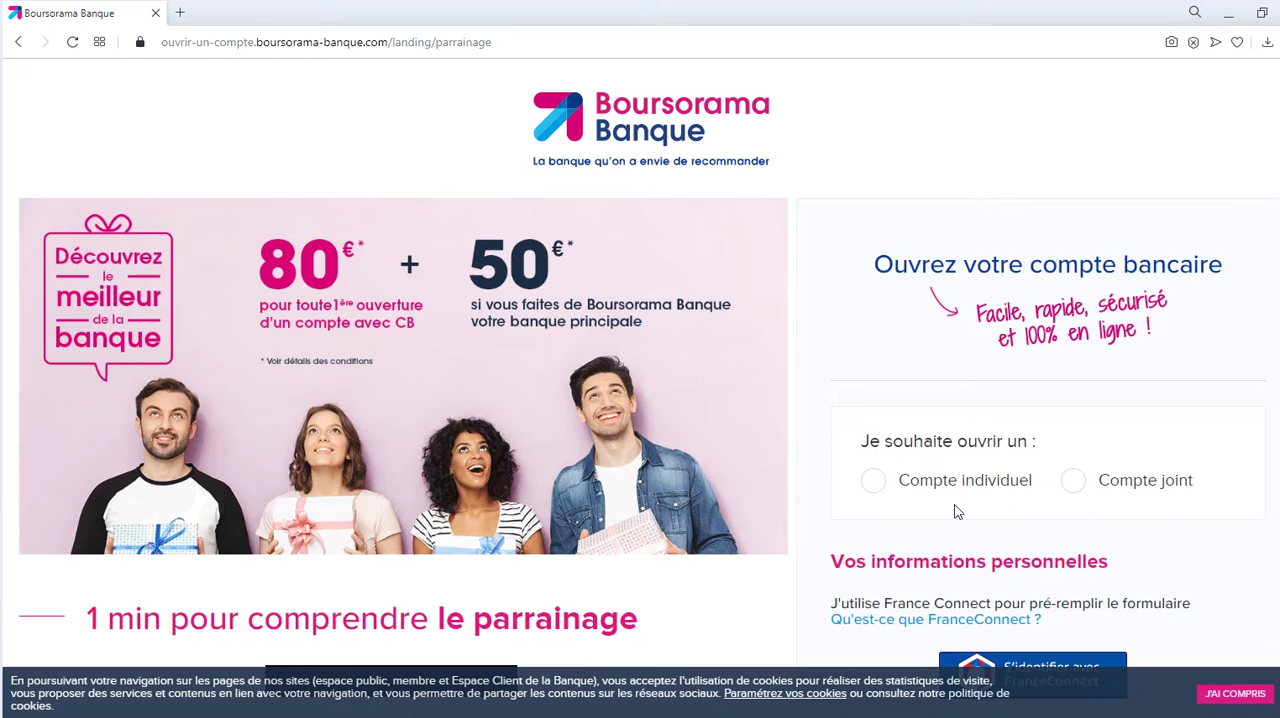 Boursorama Banque
ouvrir-un-compte.boursorama-banque.com/landing/parrainage
Boursorama
Banque
La banque qu'on a envie de recommander
Découvrez
le
meilleur
de la
banque
80€*
pour toute 1ère ouverture
d'un compte avec CB
+
50€*
si vous faites de Boursorama Banque
votre banque principale
* Voir détails des conditions
Ouvrez votre compte bancaire
Facile, rapide, sécurisé
et 100% en ligne !
Je souhaite ouvrir un :
Compte individuel
Compte joint
Vos informations personnelles
J'utilise France Connect pour pré-remplir le formulaire
Qu'est-ce que FranceConnect ?
S'identifier avec
FranceConnect
1 min pour comprendre le parrainage
En poursuivant votre navigation sur les pages de nos sites (espace public, membre et Espace Client de la Banque), vous acceptez l'utilisation de cookies pour réaliser des statistiques de visite,
vous proposer des services et contenus en lien avec votre navigation, et vous permettre de partager les contenus sur les réseaux sociaux. Paramétrez vos cookies ou consultez notre politique de
cookies.
J'AI COMPRIS